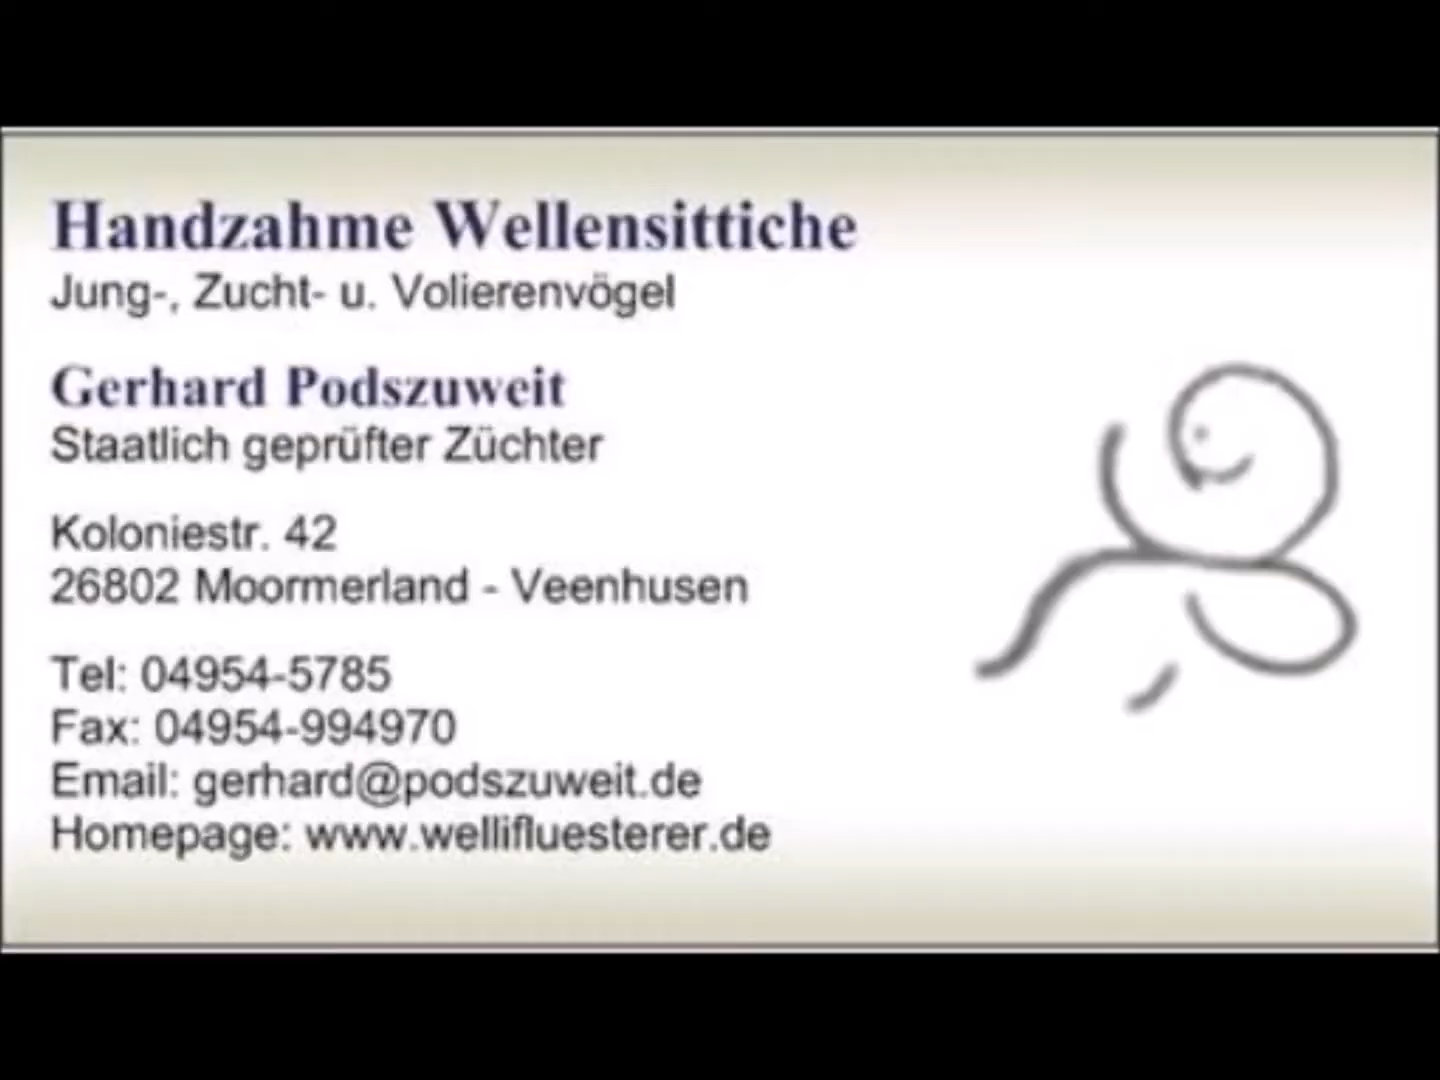 Handzahme Wellensittiche
Jung-, Zucht- u. Volierenvögel
Gerhard Podszuweit
Staatlich geprüfter Züchter
Koloniestr. 42
26802 Moormerland - Veenhusen
Tel: 04954-5785
Fax: 04954-994970
Email: gerhard@podszuweit.de
Homepage: www.wellifluesterer.de